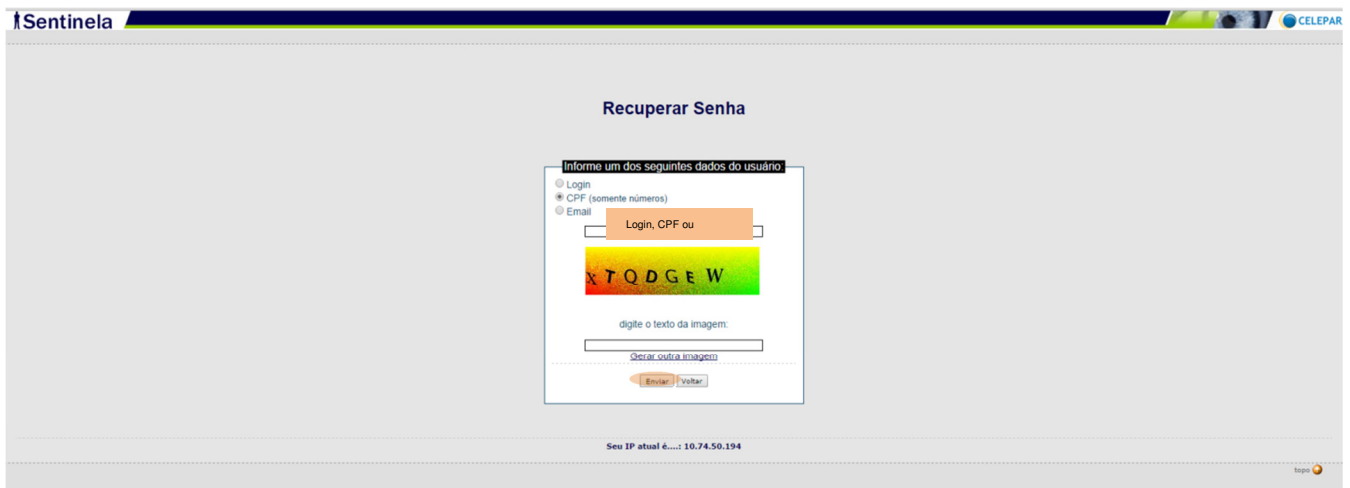 Sentinela
CELEPAR
Recuperar Senha
Informe um dos seguintes dados do usuário:
Login
CPF (somente números)
Email
Login, CPF ou
X T Q D G E W
digite o texto da imagem:
Gerar outra imagem
Enviar Voltar
Seu IP atual é....: 10.74.50.194
topo